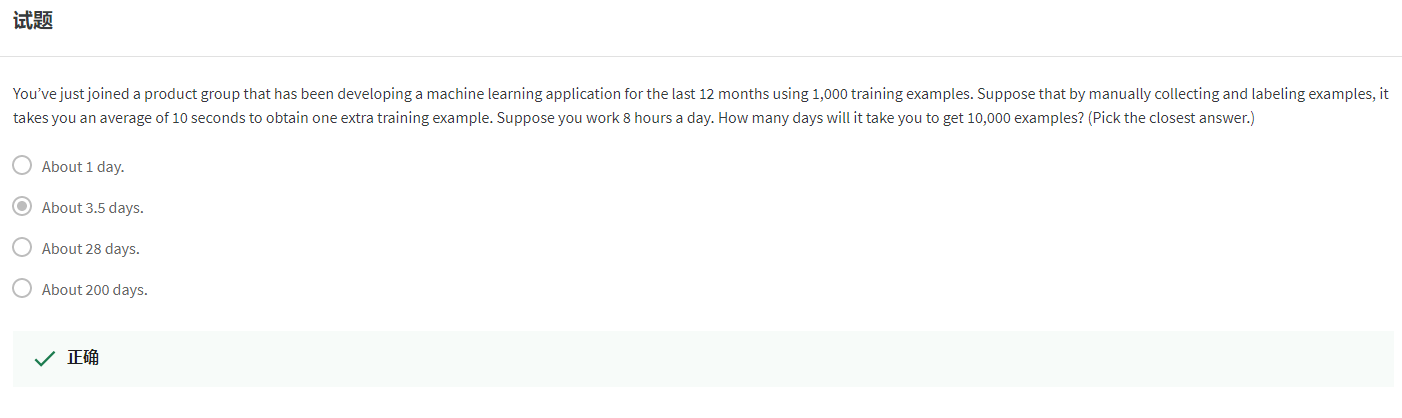 试题
You’ve just joined a product group that has been developing a machine learning application for the last 12 months using 1,000 training examples. Suppose that by manually collecting and labeling examples, it
takes you an average of 10 seconds to obtain one extra training example. Suppose you work 8 hours a day. How many days will it take you to get 10,000 examples? (Pick the closest answer.)
About 1 day.
About 3.5 days.
About 28 days.
About 200 days.
正确